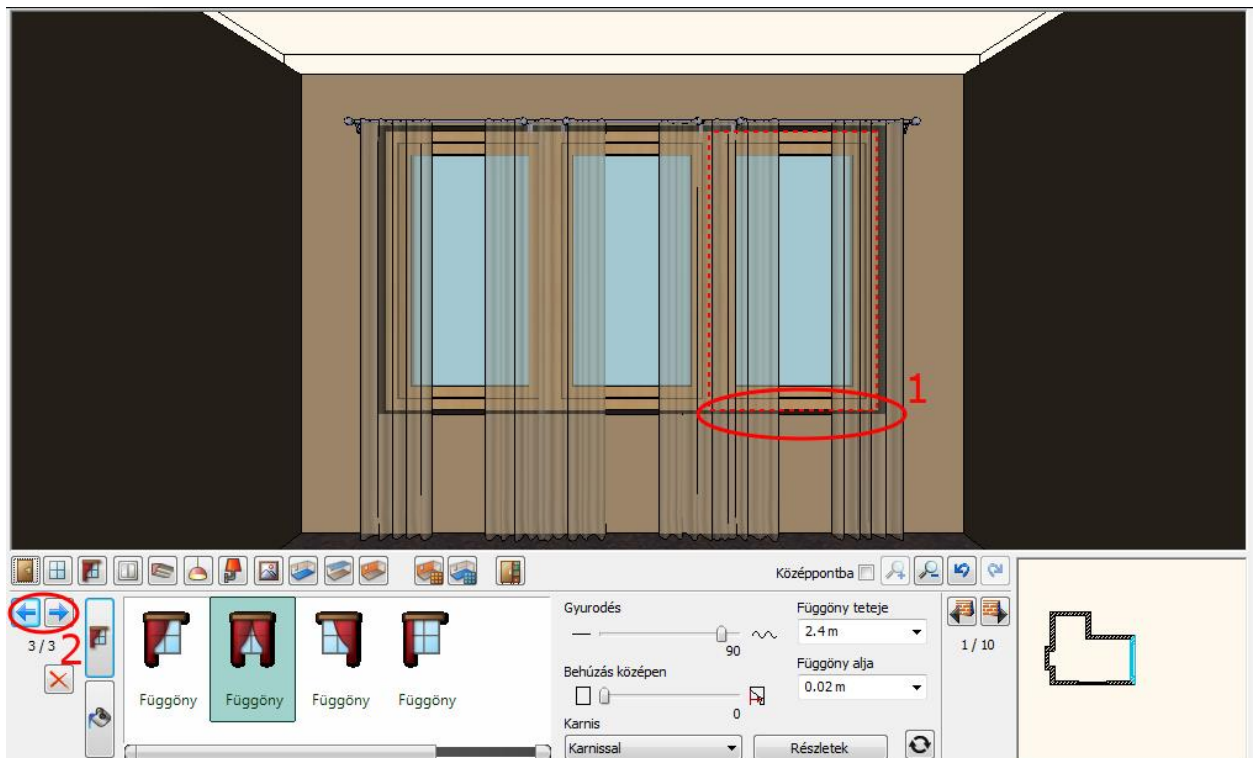 1
Középpontba
3 / 3
2
Függöny
Függöny
Függöny
Függöny
Gyurodés
90
Behúzás középen
0
Karnis
Karnissal
Függöny teteje
2.4 m
Függöny alja
0.02 m
Részletek
1 / 10